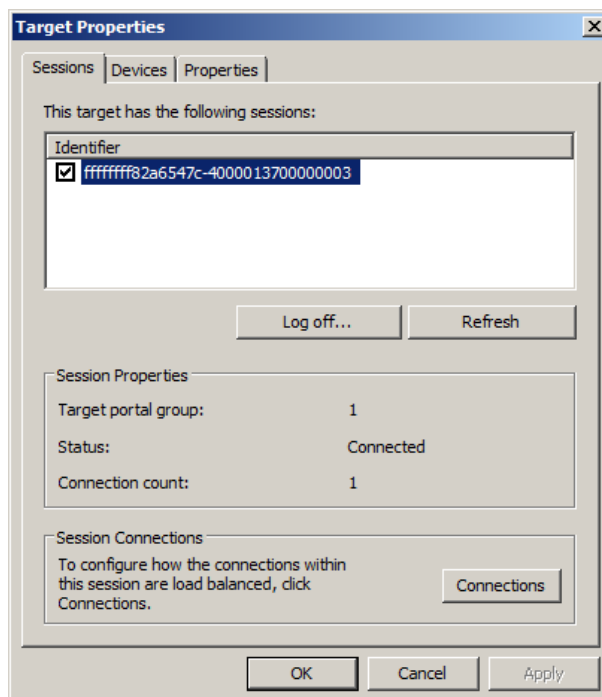 Target Properties
Sessions Devices Properties
This target has the following sessions:
Identifier
ffffffff82a6547c-4000013700000003
Log off... Refresh
Session Properties
Target portal group: 1
Status: Connected
Connection count: 1
Session Connections
To configure how the connections within
this session are load balanced, click
Connections.
Connections
OK Cancel Apply